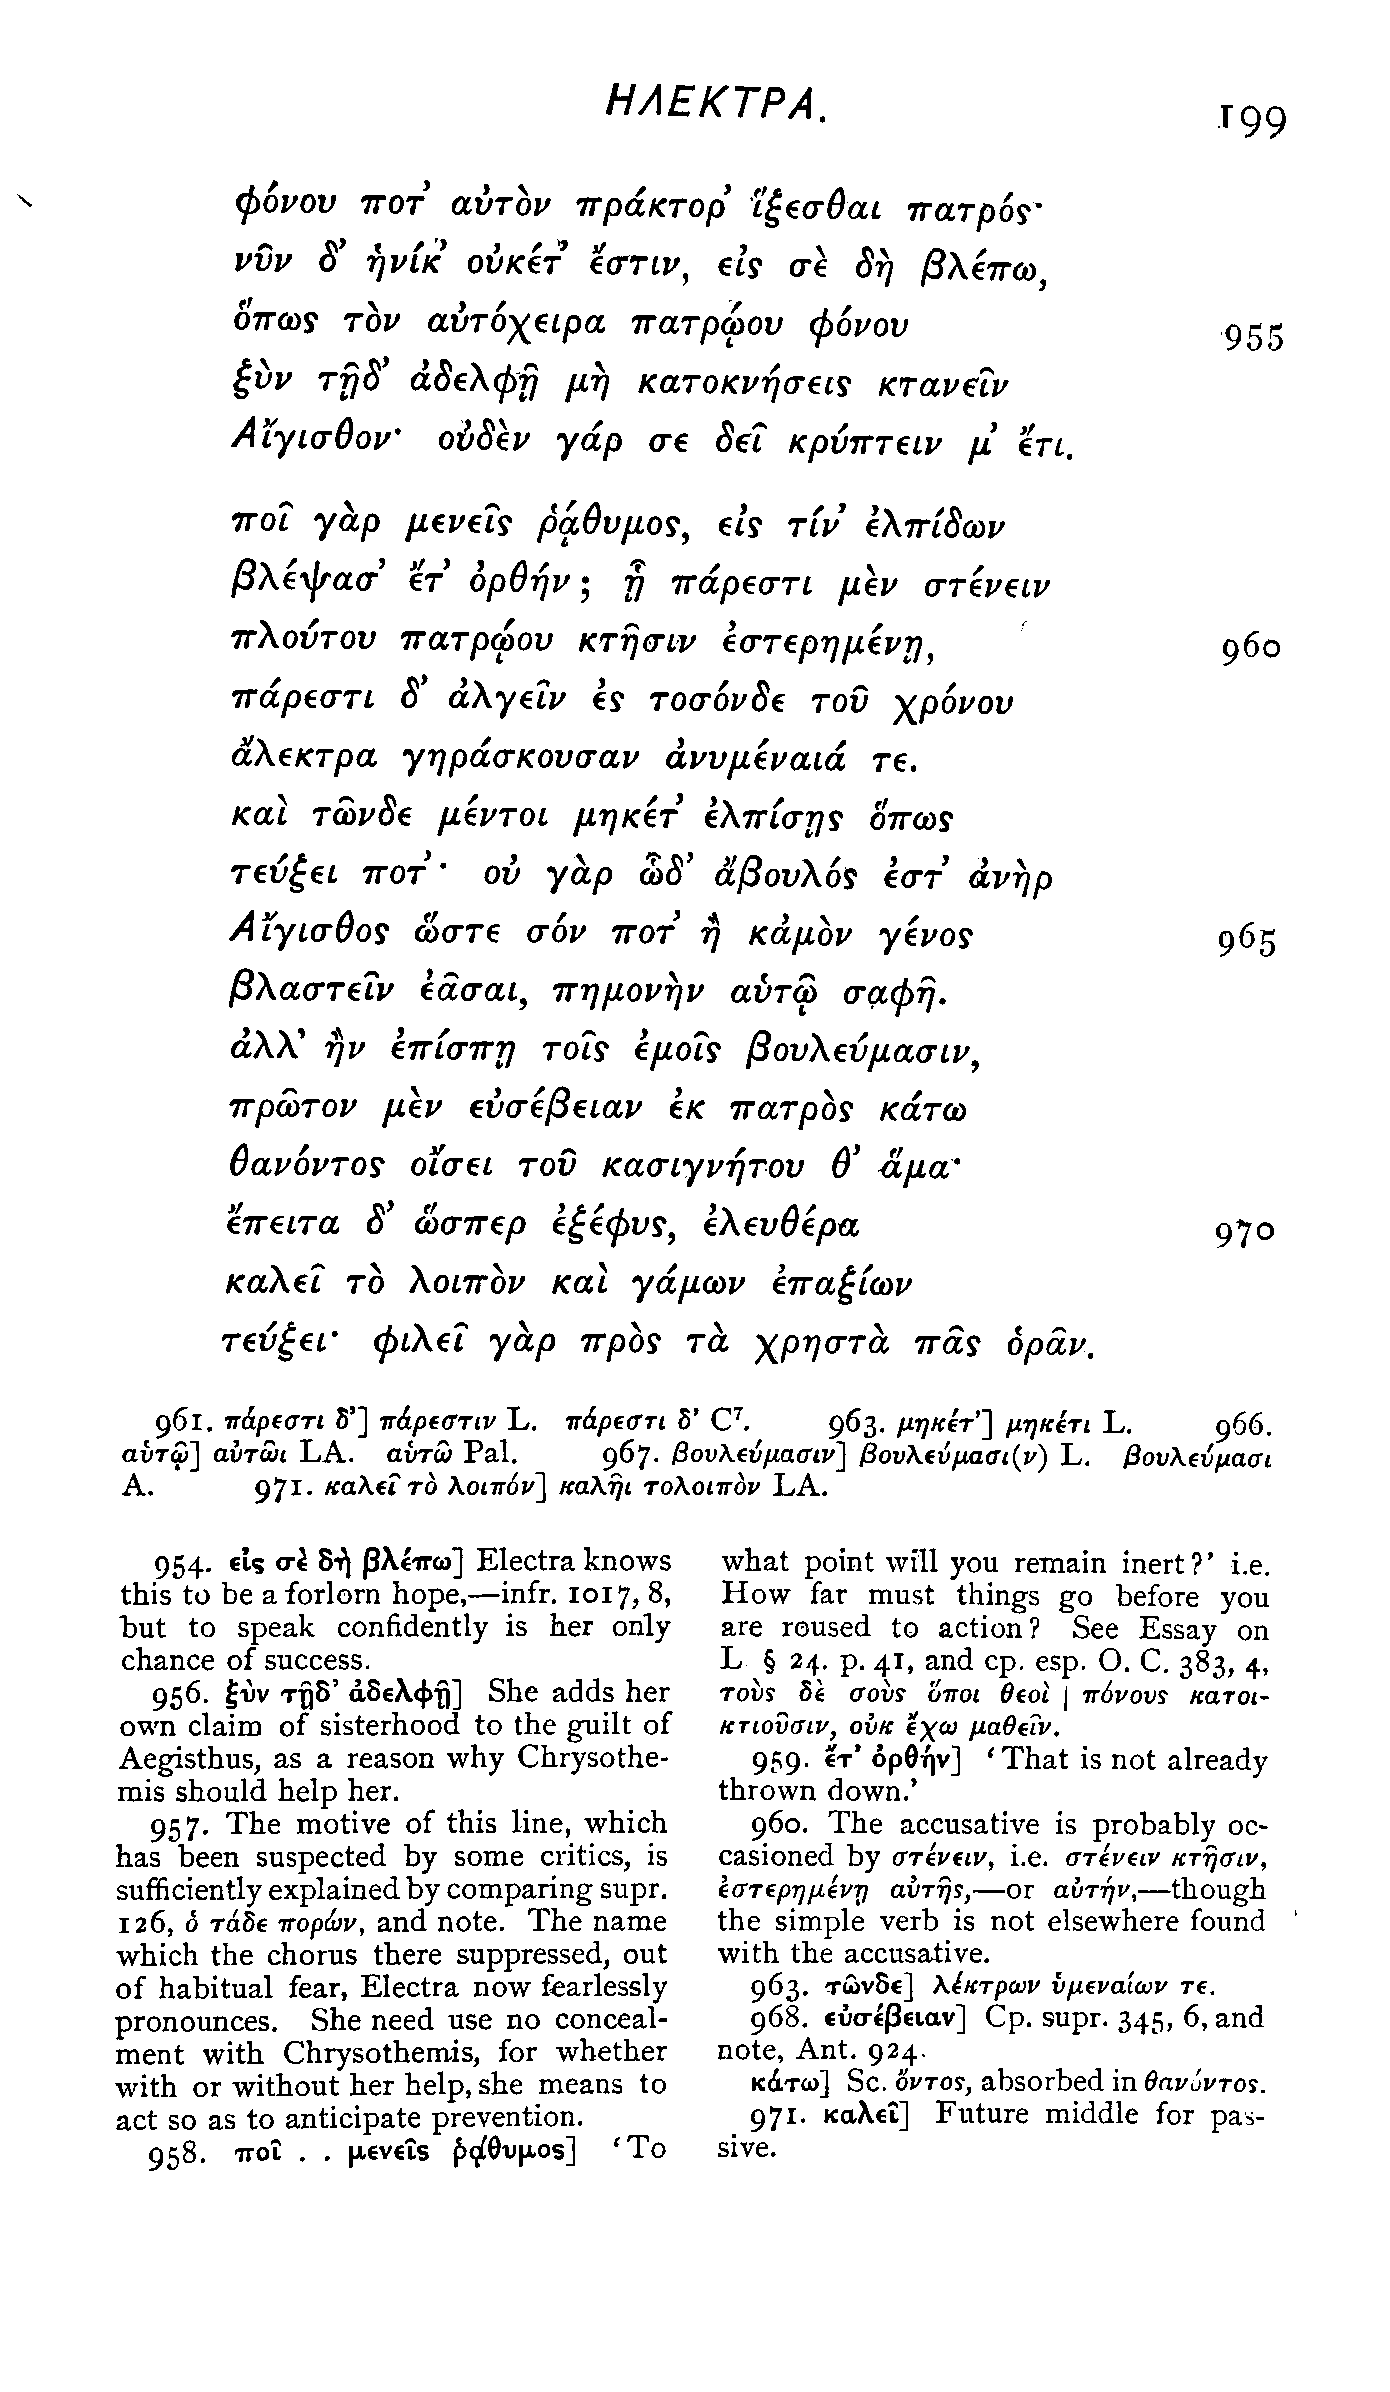 ΗΛΕΚΤΡΑ.
199
φόνου ποτ' αὐτὸν πράκτορ' ἵξεσθαι πατρός·
νῦν δ' ἡνίκ' οὐκέτ' ἔστιν, εἰς σὲ δὴ βλέπω,
ὅπως τὸν αὐτόχειρα πατρῴου φόνου 955
ξὺν τῇδ' ἀδελφῇ μὴ κατοκνήσεις κτανεῖν
Αἴγισθον· οὐδὲν γάρ σε δεῖ κρύπτειν μ' ἔτι.
ποῖ γὰρ μενεῖς ῥᾴθυμος, εἰς τίν' ἐλπίδων
βλέψασ' ἔτ' ὀρθήν; ᾗ πάρεστι μὲν στένειν
πλούτου πατρῴου κτῆσιν ἐστερημένῃ, 960
πάρεστι δ' ἀλγεῖν ἐς τοσόνδε τοῦ χρόνου
ἄλεκτρα γηράσκουσαν ἀνυμέναιά τε.
καὶ τῶνδε μέντοι μηκέτ' ἐλπίσῃς ὅπως
τεύξει ποτ'· οὐ γὰρ ὧδ' ἄβουλός ἐστ' ἀνὴρ
Αἴγισθος ὥστε σόν ποτ' ἢ κἀμὸν γένος 965
βλαστεῖν ἐᾶσαι, πημονὴν αὑτῷ σαφῆ.
ἀλλ' ἢν ἐπίσπῃ τοῖς ἐμοῖς βουλεύμασιν,
πρῶτον μὲν εὐσέβειαν ἐκ πατρὸς κάτω
θανόντος οἴσει τοῦ κασιγνήτου θ' ἅμα·
ἔπειτα δ' ὥσπερ ἐξέφυς, ἐλευθέρα 970
καλεῖ τὸ λοιπὸν καὶ γάμων ἐπαξίων
τεύξει· φιλεῖ γὰρ πρὸς τὰ χρηστὰ πᾶς ὁρᾶν.
961. πάρεστι δ'] πάρεστιν L. πάρεστι δ' C⁷. 963. μηκέτ'] μηκέτι L. 966.
αὑτῷ] αὐτῶι LA. αὑτῶ Pal. 967. βουλεύμασιν] βουλεύμασι(ν) L. βουλεύμασι
A. 971. καλεῖ τὸ λοιπόν] καλῆι τολοιπὸν LA.
954. εἰς σὲ δὴ βλέπω] Electra knows
this to be a forlorn hope,—infr. 1017, 8,
but to speak confidently is her only
chance of success.
956. ξὺν τῇδ' ἀδελφῇ] She adds her
own claim of sisterhood to the guilt of
Aegisthus, as a reason why Chrysothe-
mis should help her.
957. The motive of this line, which
has been suspected by some critics, is
sufficiently explained by comparing supr.
126, ὁ τάδε πορών, and note. The name
which the chorus there suppressed, out
of habitual fear, Electra now fearlessly
pronounces. She need use no conceal-
ment with Chrysothemis, for whether
with or without her help, she means to
act so as to anticipate prevention.
958. ποῖ . . μενεῖς ῥᾴθυμος] 'To
what point will you remain inert?' i.e.
How far must things go before you
are roused to action? See Essay on
L § 24. p. 41, and cp. esp. O. C. 383, 4,
τοὺς δὲ σοὺς ὅποι θεοὶ | πόνους κατοι-
κτιοῦσιν, οὐκ ἔχω μαθεῖν.
959. ἔτ' ὀρθήν] 'That is not already
thrown down.'
960. The accusative is probably oc-
casioned by στένειν, i.e. στένειν κτῆσιν,
ἐστερημένῃ αὐτῆς,—or αὐτήν,—though
the simple verb is not elsewhere found
with the accusative.
963. τῶνδε] λέκτρων ὑμεναίων τε.
968. εὐσέβειαν] Cp. supr. 345, 6, and
note, Ant. 924.
κάτω] Sc. ὄντος, absorbed in θανόντος.
971. καλεῖ] Future middle for pas-
sive.